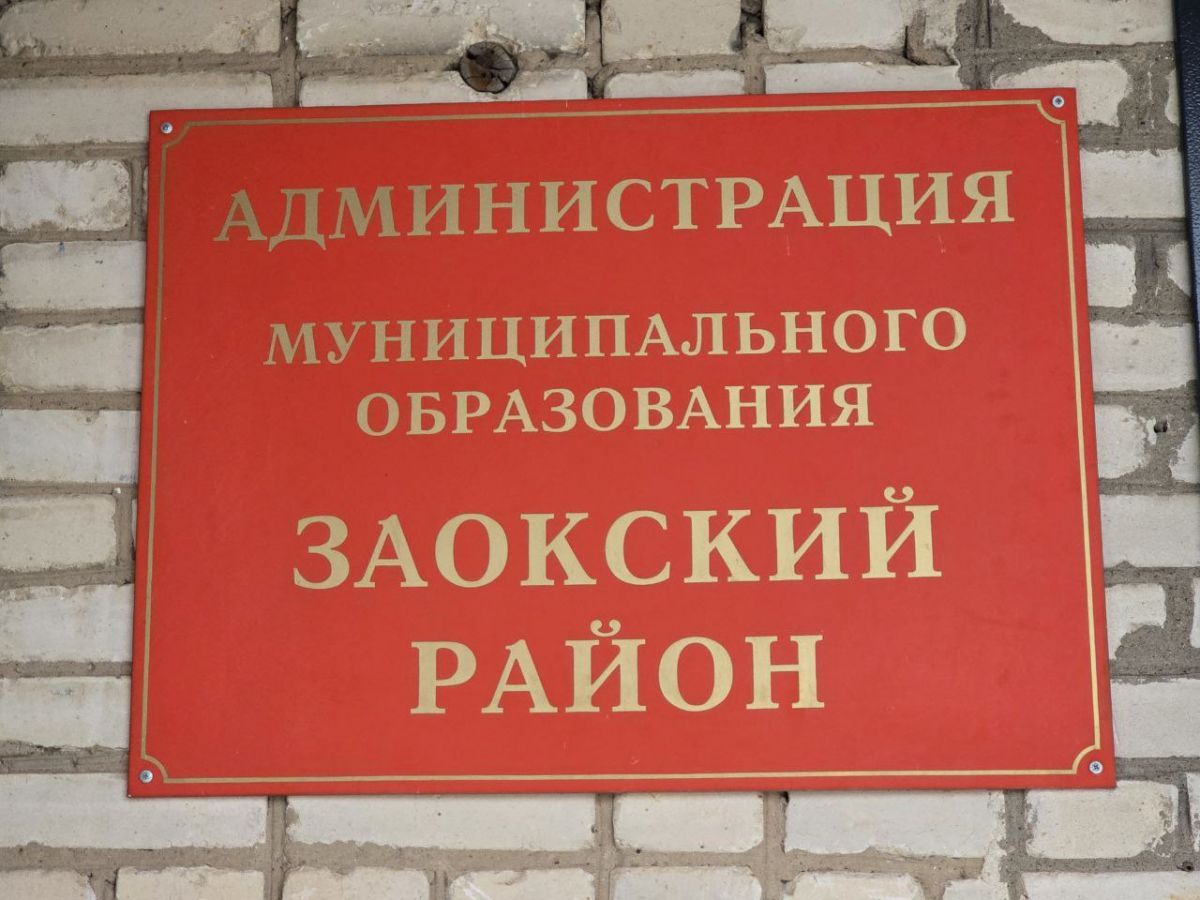 АДМИНИСТРАЦИЯ
МУНИЦИПАЛЬНОГО
ОБРАЗОВАНИЯ
ЗАОКСКИЙ
РАЙОН